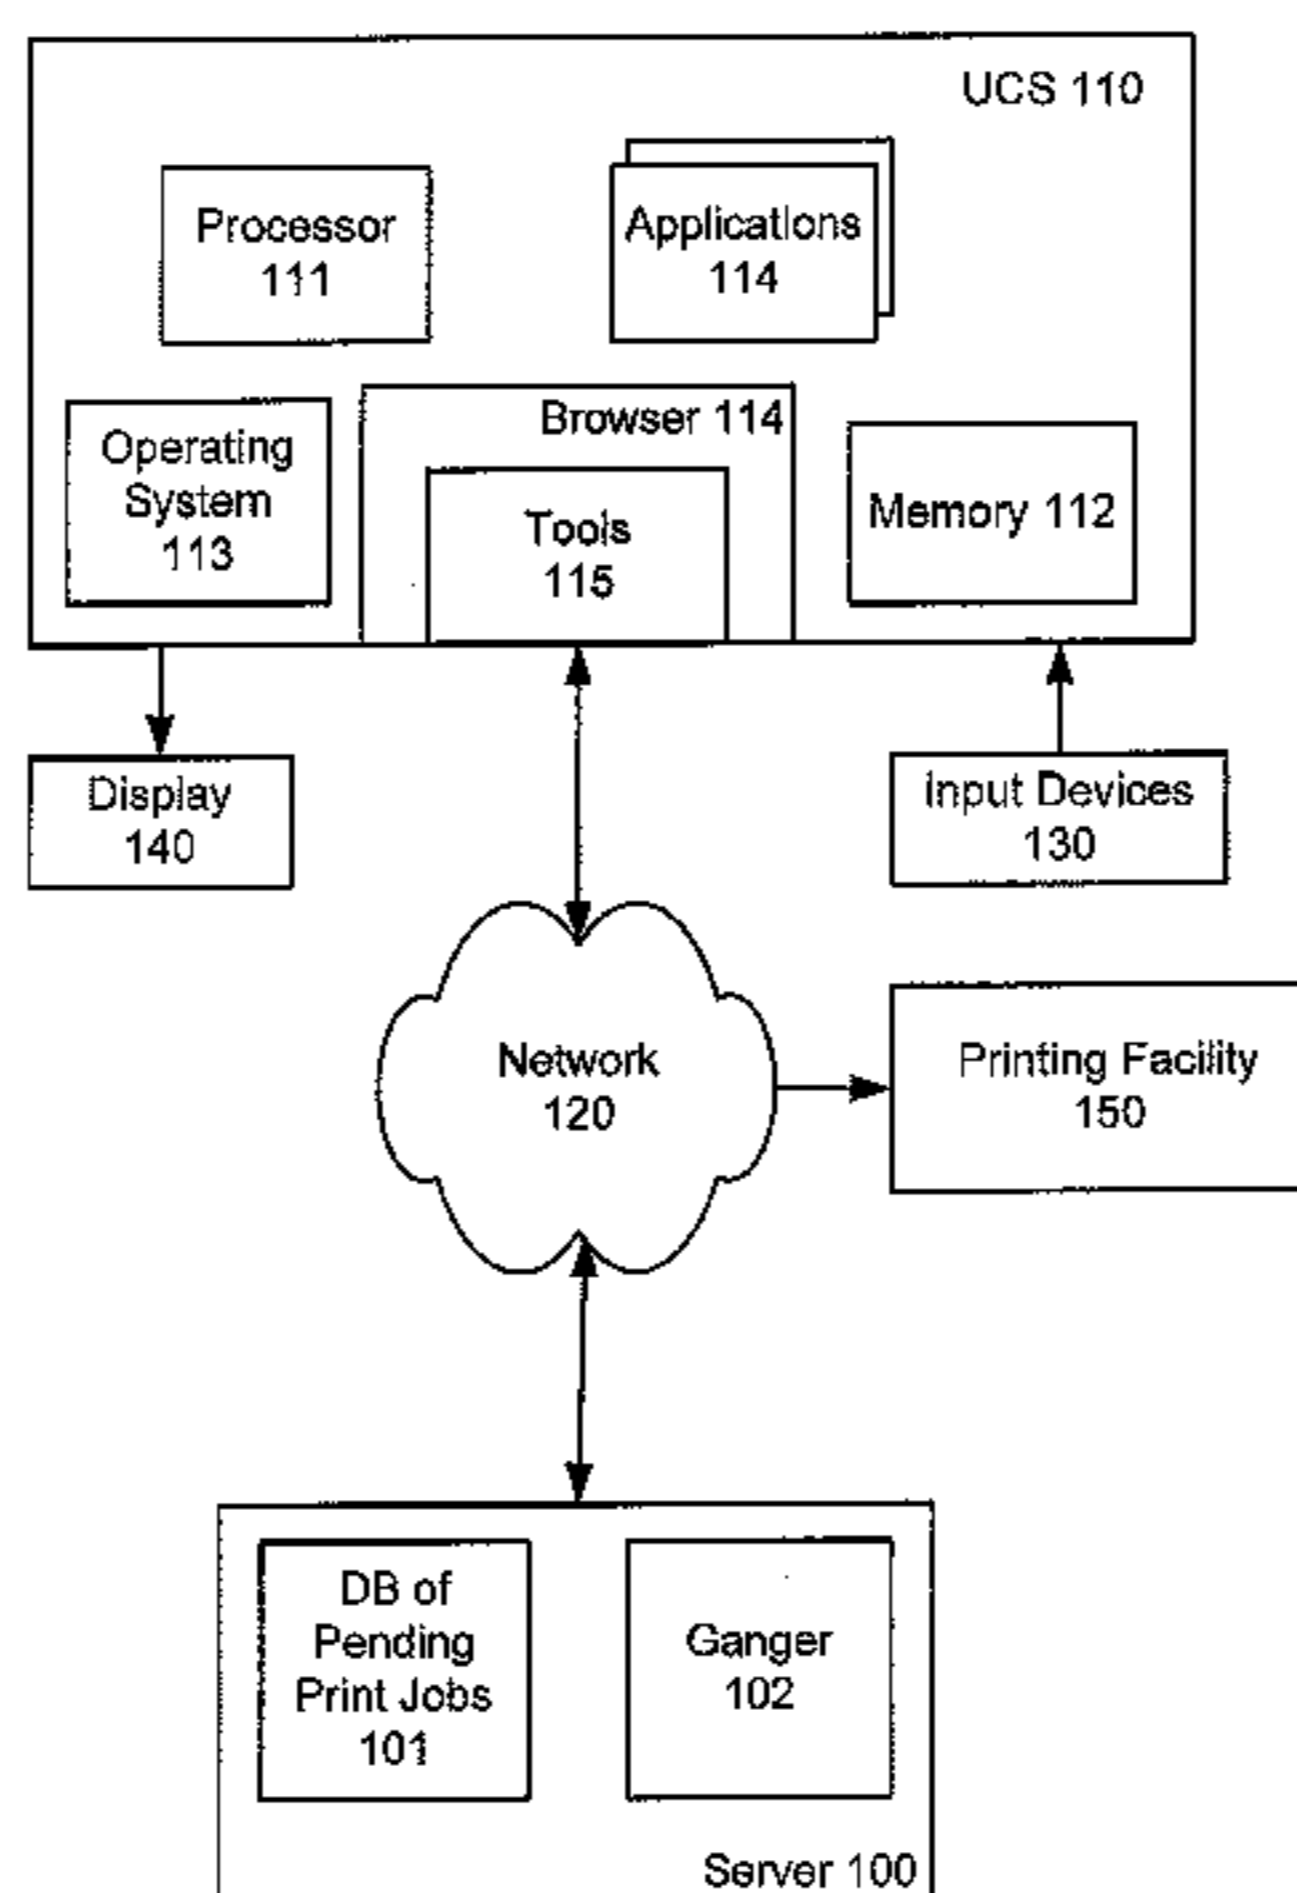 UCS 110
Processor
111
Applications
114
Operating
System
113
Browser 114
Tools
115
Memory 112
Display
140
Input Devices
130
Network
120
Printing Facility
150
DB of
Pending
Print Jobs
101
Ganger
102
Server 100